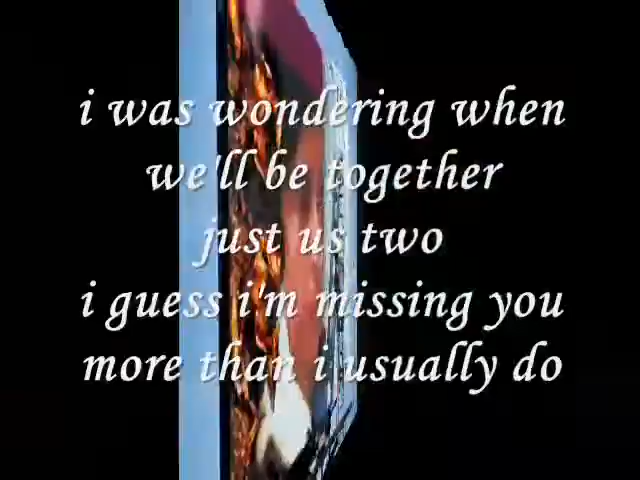 i was wondering when
we'll be together
just us two
i guess i'm missing you
more than i usually do